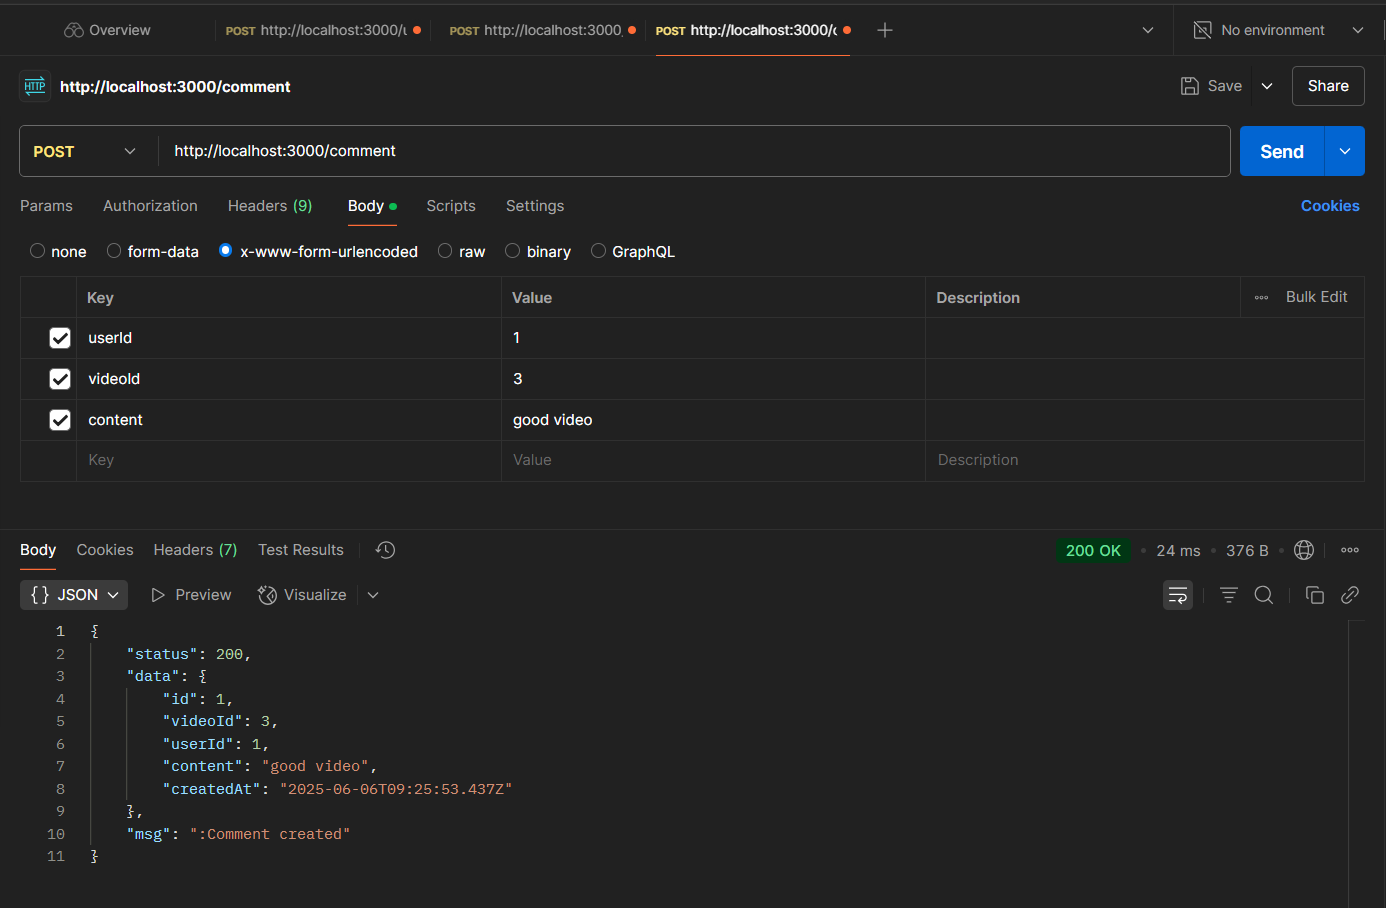 Overview POST http://localhost:3000/u POST http://localhost:3000, POST http://localhost:3000/c No environment
HTTP http://localhost:3000/comment Save Share
POST http://localhost:3000/comment Send
Params Authorization Headers (9) Body Scripts Settings Cookies
none form-data x-www-form-urlencoded raw binary GraphQL
Key Value Description Bulk Edit
userId 1
videoId 3
content good video
Key Value Description
Body Cookies Headers (7) Test Results 200 OK • 24 ms • 376 B
{} JSON Preview Visualize
1 {
2 "status": 200,
3 "data": {
4 "id": 1,
5 "videoId": 3,
6 "userId": 1,
7 "content": "good video",
8 "createdAt": "2025-06-06T09:25:53.437Z"
9 },
10 "msg": ":Comment created"
11 }